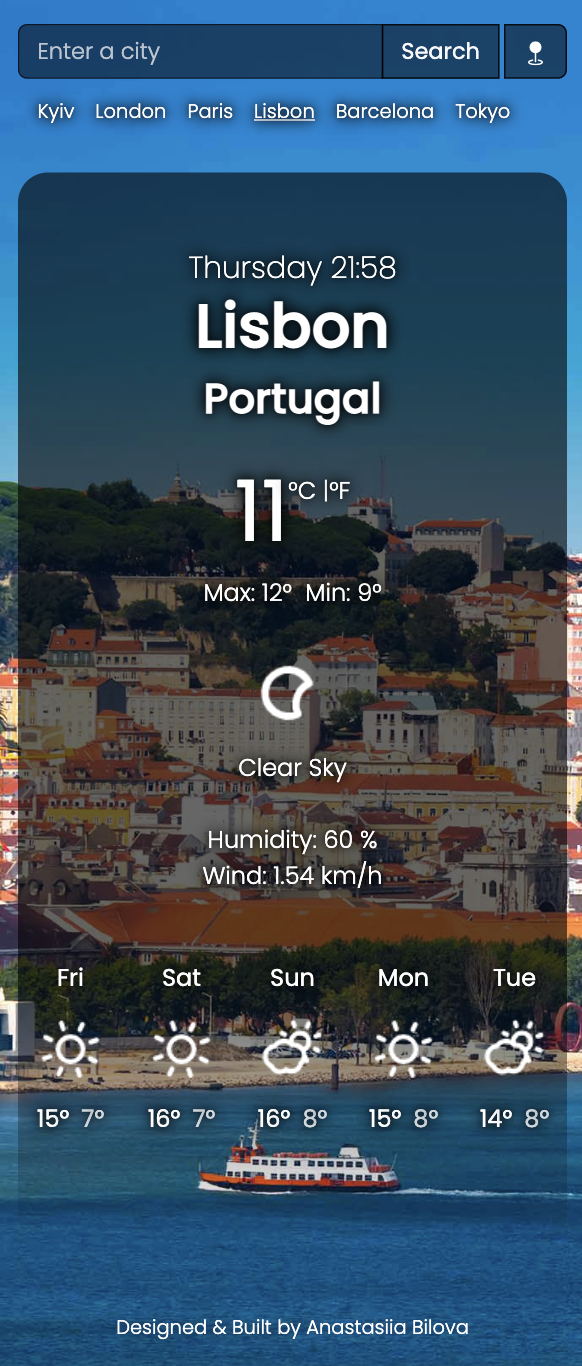 Enter a city Search
Kyiv London Paris Lisbon Barcelona Tokyo
Thursday 21:58
Lisbon
Portugal
11 °C |°F
Max: 12° Min: 9°
Clear Sky
Humidity: 60 %
Wind: 1.54 km/h
Fri Sat Sun Mon Tue
15° 7° 16° 7° 16° 8° 15° 8° 14° 8°
Designed & Built by Anastasiia Bilova